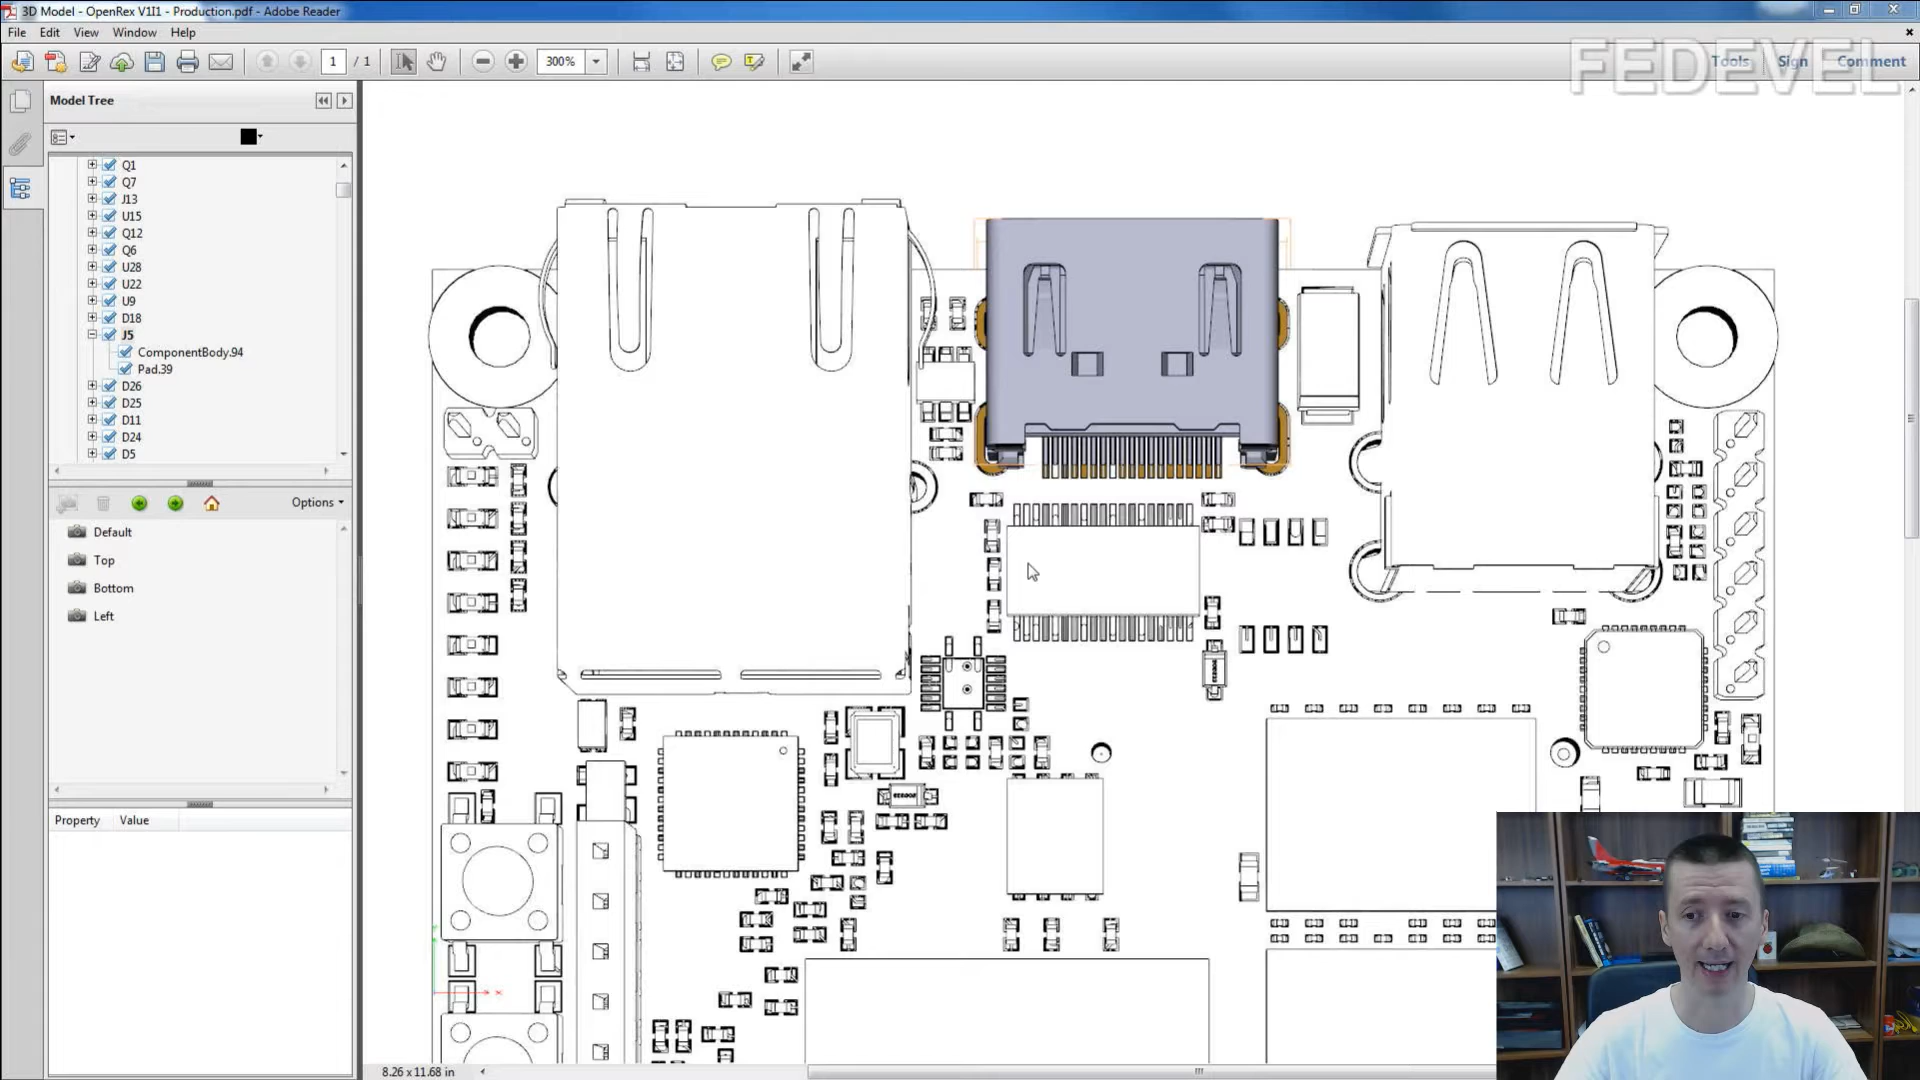 3D Model - OpenRex V1I1 - Production.pdf - Adobe Reader
File Edit View Window Help
1 / 1
300%
Tools Sign Comment
FEDEVEL
Model Tree
Q1
Q7
J13
U15
Q12
Q6
U28
U22
U9
D18
J5
ComponentBody.94
Pad.39
D26
D25
D11
D24
D5
Options
Default
Top
Bottom
Left
Property Value
8.26 x 11.68 in